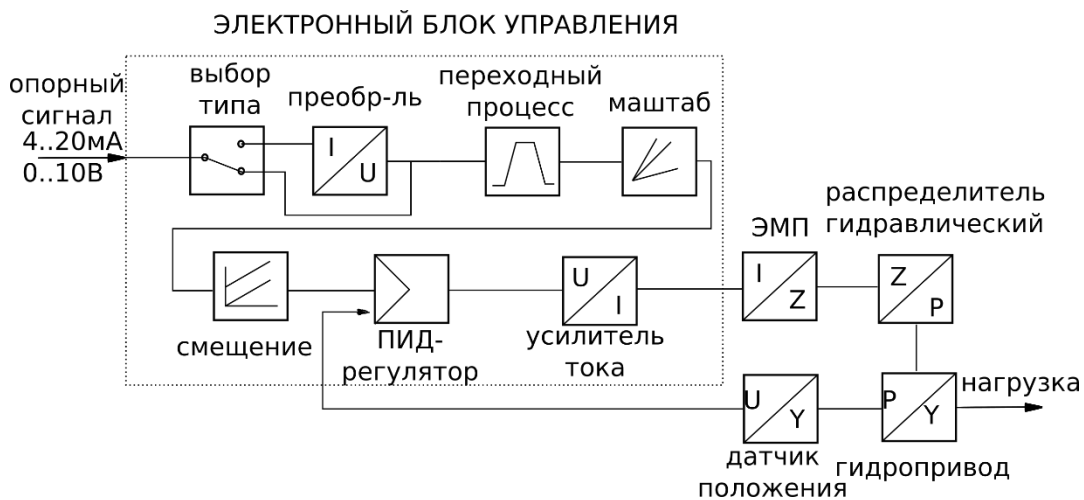 ЭЛЕКТРОННЫЙ БЛОК УПРАВЛЕНИЯ
опорный
сигнал
4..20мА
0..10В
выбор
типа
преобр-ль
I
U
переходный
процесс
маштаб
смещение
ПИД-
регулятор
U
I
усилитель
тока
ЭМП
I
Z
распределитель
гидравлический
Z
P
U
Y
датчик
положения
P
Y
гидропривод
нагрузка